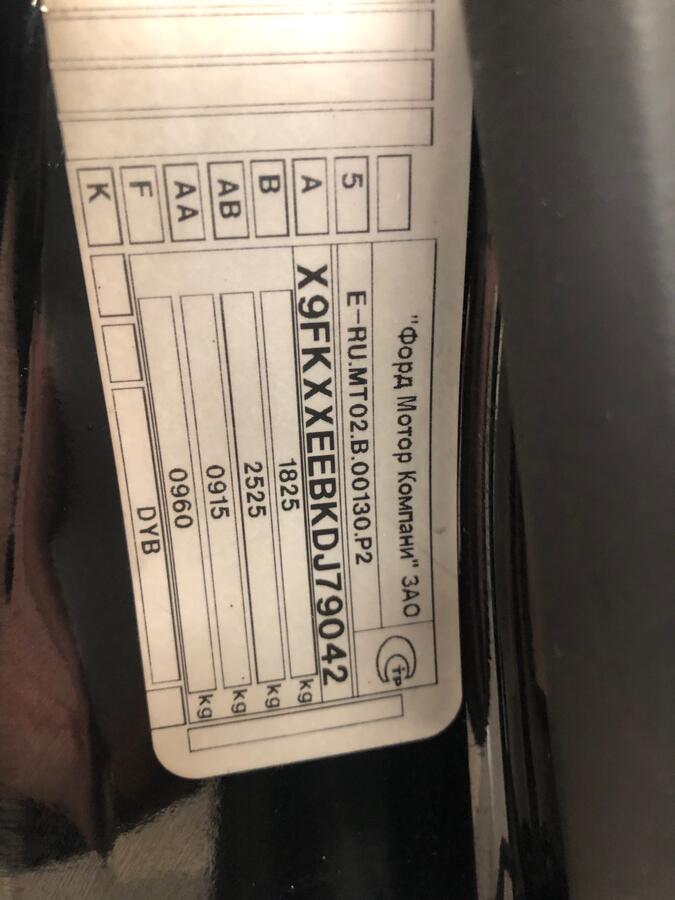 "Форд Мотор Компани" ЗАО
тр
5 E-RU.MT02.B.00130.P2
X9FKXXEEBKDJ79042
A 1825 kg
B 2525 kg
AB 0915 kg
AA 0960 kg
F DYB
K